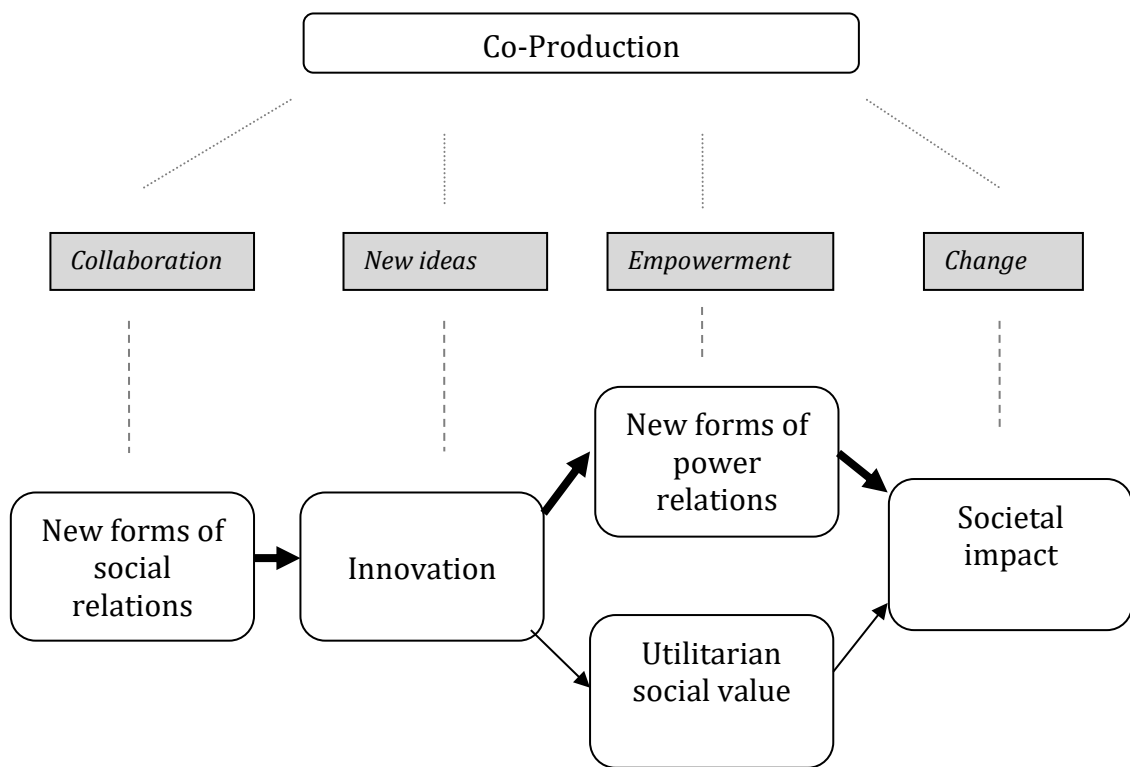 Co-Production
Collaboration
New ideas
Empowerment
Change
New forms of
social
relations
Innovation
New forms of
power
relations
Utilitarian
social value
Societal
impact